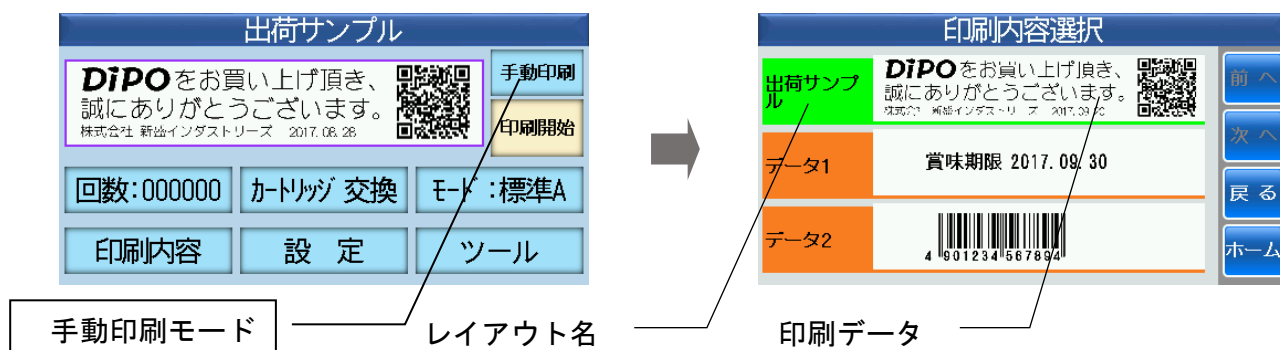 出荷サンプル
DiPOをお買い上げ頂き、
誠にありがとうございます。
株式会社 新盛インダストリーズ 2017.08.28
手動印刷
印刷開始
回数:000000
カートリッジ 交換
モード :標準A
印刷内容
設 定
ツール
手動印刷モード
印刷内容選択
出荷サンプ
ル
DiPOをお買い上げ頂き、
誠にありがとうございます。
前 へ
次 へ
データ1
賞味期限 2017.09.30
戻 る
データ2
4 901234 567894
ホーム
レイアウト名
印刷データ